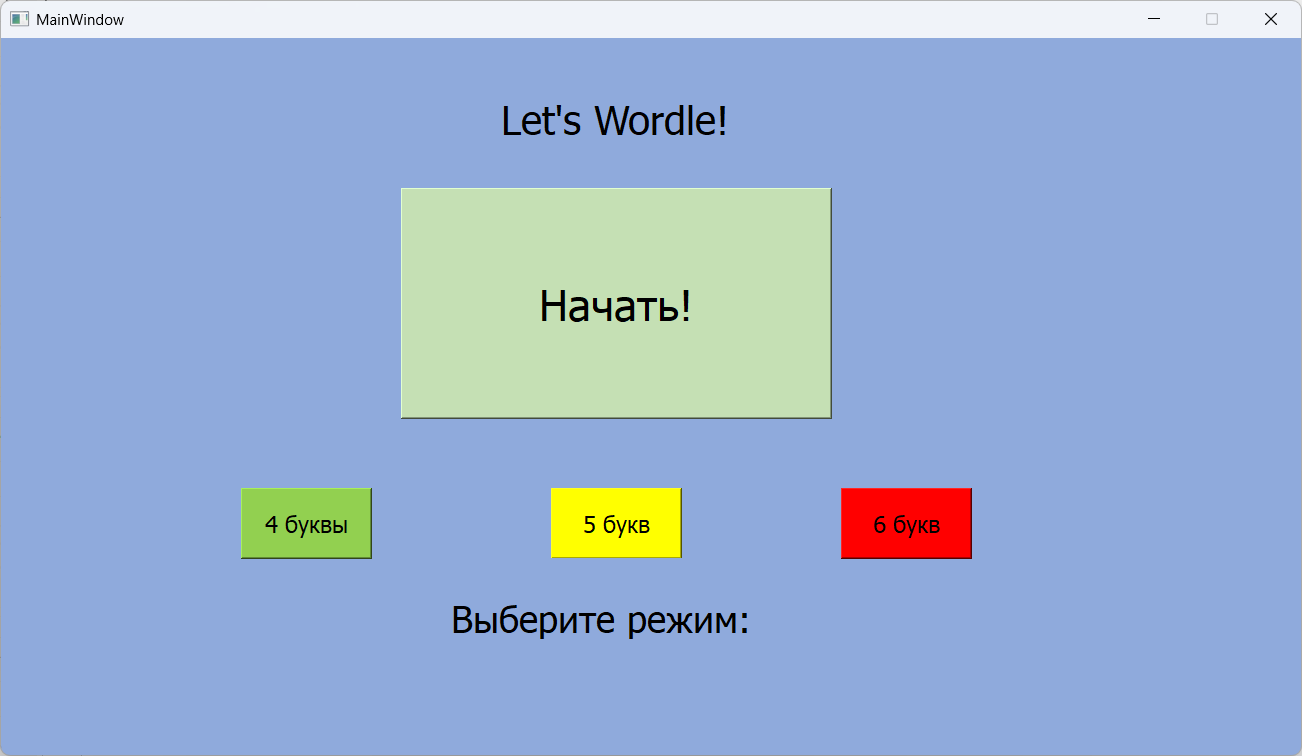 MainWindow
Let's Wordle!
Начать!
4 буквы
5 букв
6 букв
Выберите режим: